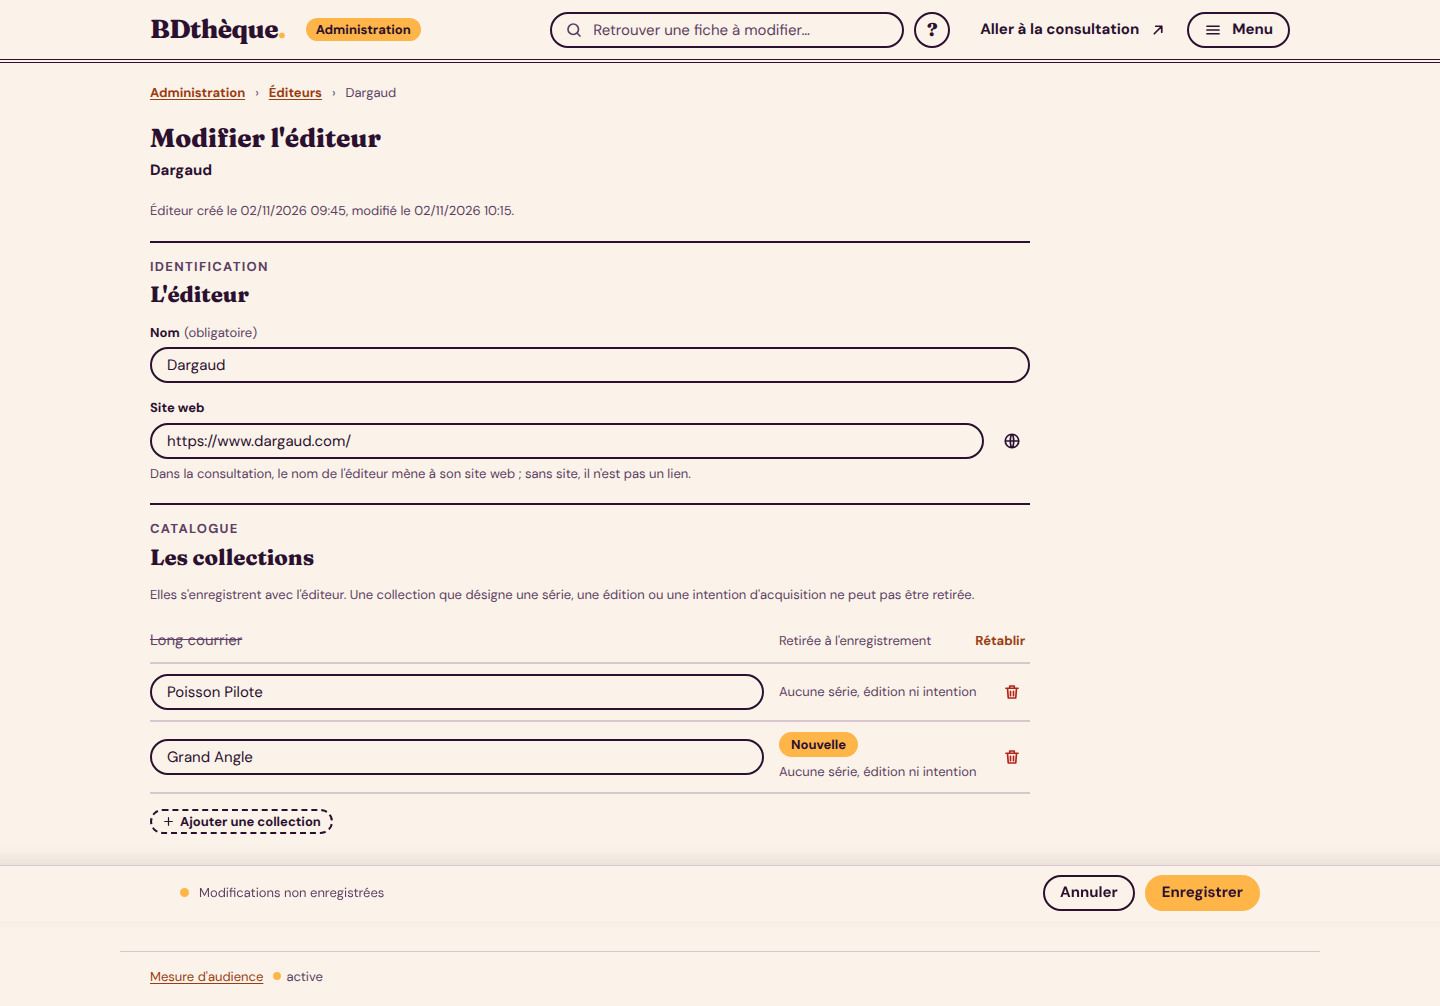 BDthèque.
Administration
Retrouver une fiche à modifier...
?
Aller à la consultation
Menu
Administration › Éditeurs › Dargaud
Modifier l'éditeur
Dargaud
Éditeur créé le 02/11/2026 09:45, modifié le 02/11/2026 10:15.
IDENTIFICATION
L'éditeur
Nom (obligatoire)
Dargaud
Site web
https://www.dargaud.com/
Dans la consultation, le nom de l'éditeur mène à son site web ; sans site, il n'est pas un lien.
CATALOGUE
Les collections
Elles s'enregistrent avec l'éditeur. Une collection que désigne une série, une édition ou une intention d'acquisition ne peut pas être retirée.
Long courrier
Retirée à l'enregistrement
Rétablir
Poisson Pilote
Aucune série, édition ni intention
Grand Angle
Nouvelle
Aucune série, édition ni intention
+ Ajouter une collection
Modifications non enregistrées
Annuler
Enregistrer
Mesure d'audience
active